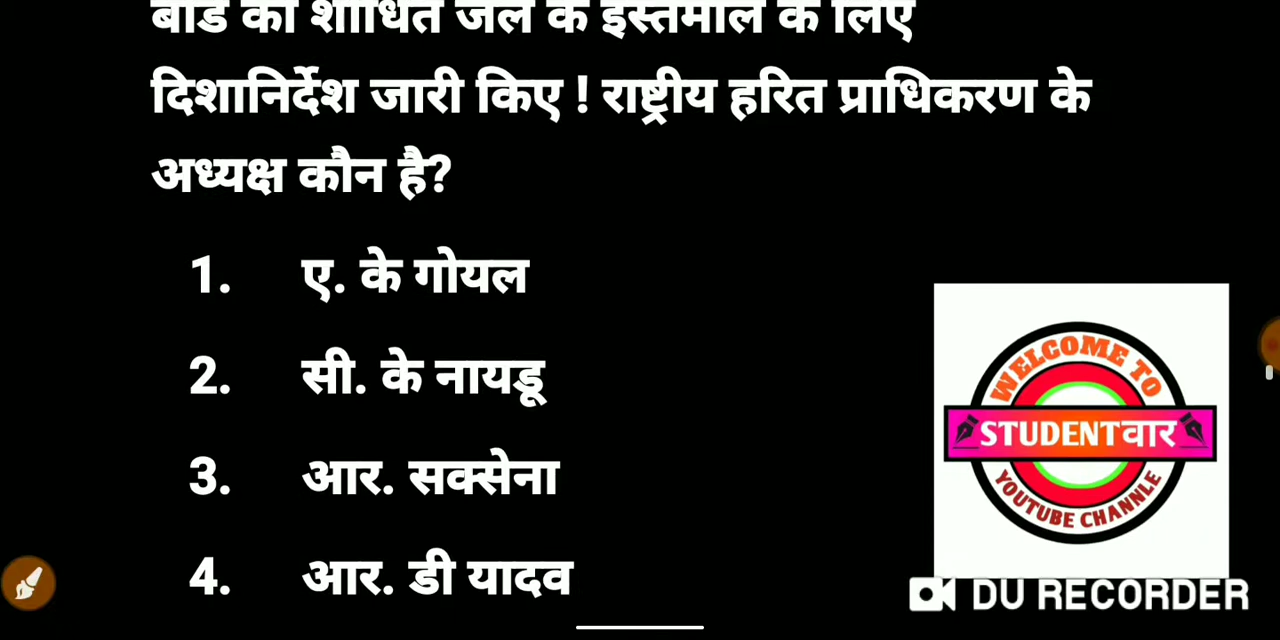 बोर्ड को शोधित जल के इस्तेमाल के लिए
दिशानिर्देश जारी किए ! राष्ट्रीय हरित प्राधिकरण के
अध्यक्ष कौन है?
1. ए. के गोयल
2. सी. के नायडू
3. आर. सक्सेना
4. आर. डी यादव
WELCOME TO
STUDENTवार
YOUTUBE CHANNLE
DU RECORDER